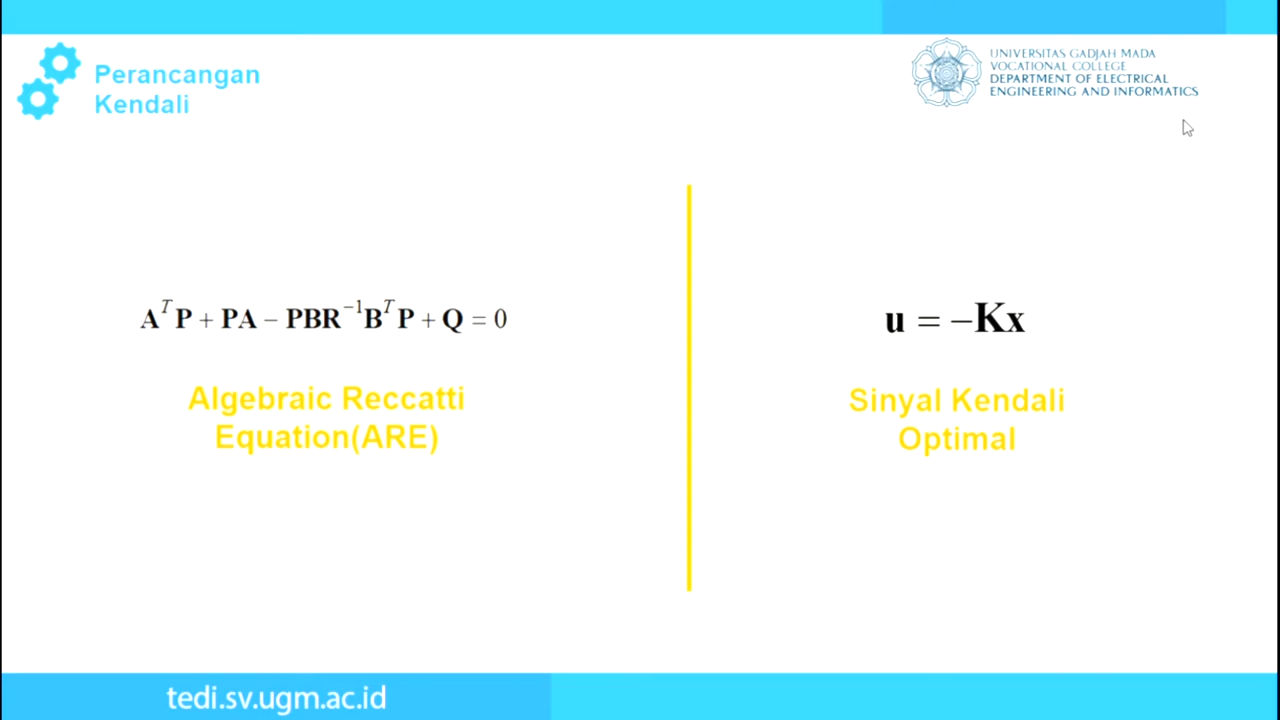 Perancangan
Kendali
UNIVERSITAS GADJAH MADA
VOCATIONAL COLLEGE
DEPARTMENT OF ELECTRICAL
ENGINEERING AND INFORMATICS
A^T P + PA − PBR^−1 B^T P + Q = 0
Algebraic Reccatti
Equation(ARE)
u = −Kx
Sinyal Kendali
Optimal
tedi.sv.ugm.ac.id